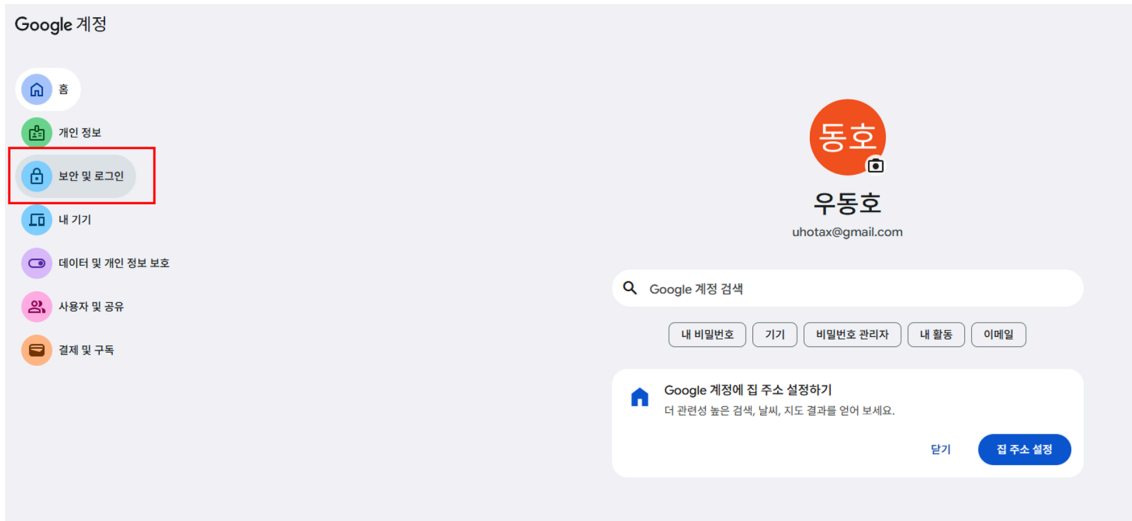 Google 계정
홈
개인 정보
보안 및 로그인
내 기기
데이터 및 개인 정보 보호
사용자 및 공유
결제 및 구독
동호
우동호
uhotax@gmail.com
Google 계정 검색
내 비밀번호 기기 비밀번호 관리자 내 활동 이메일
Google 계정에 집 주소 설정하기
더 관련성 높은 검색, 날씨, 지도 결과를 얻어 보세요.
닫기 집 주소 설정